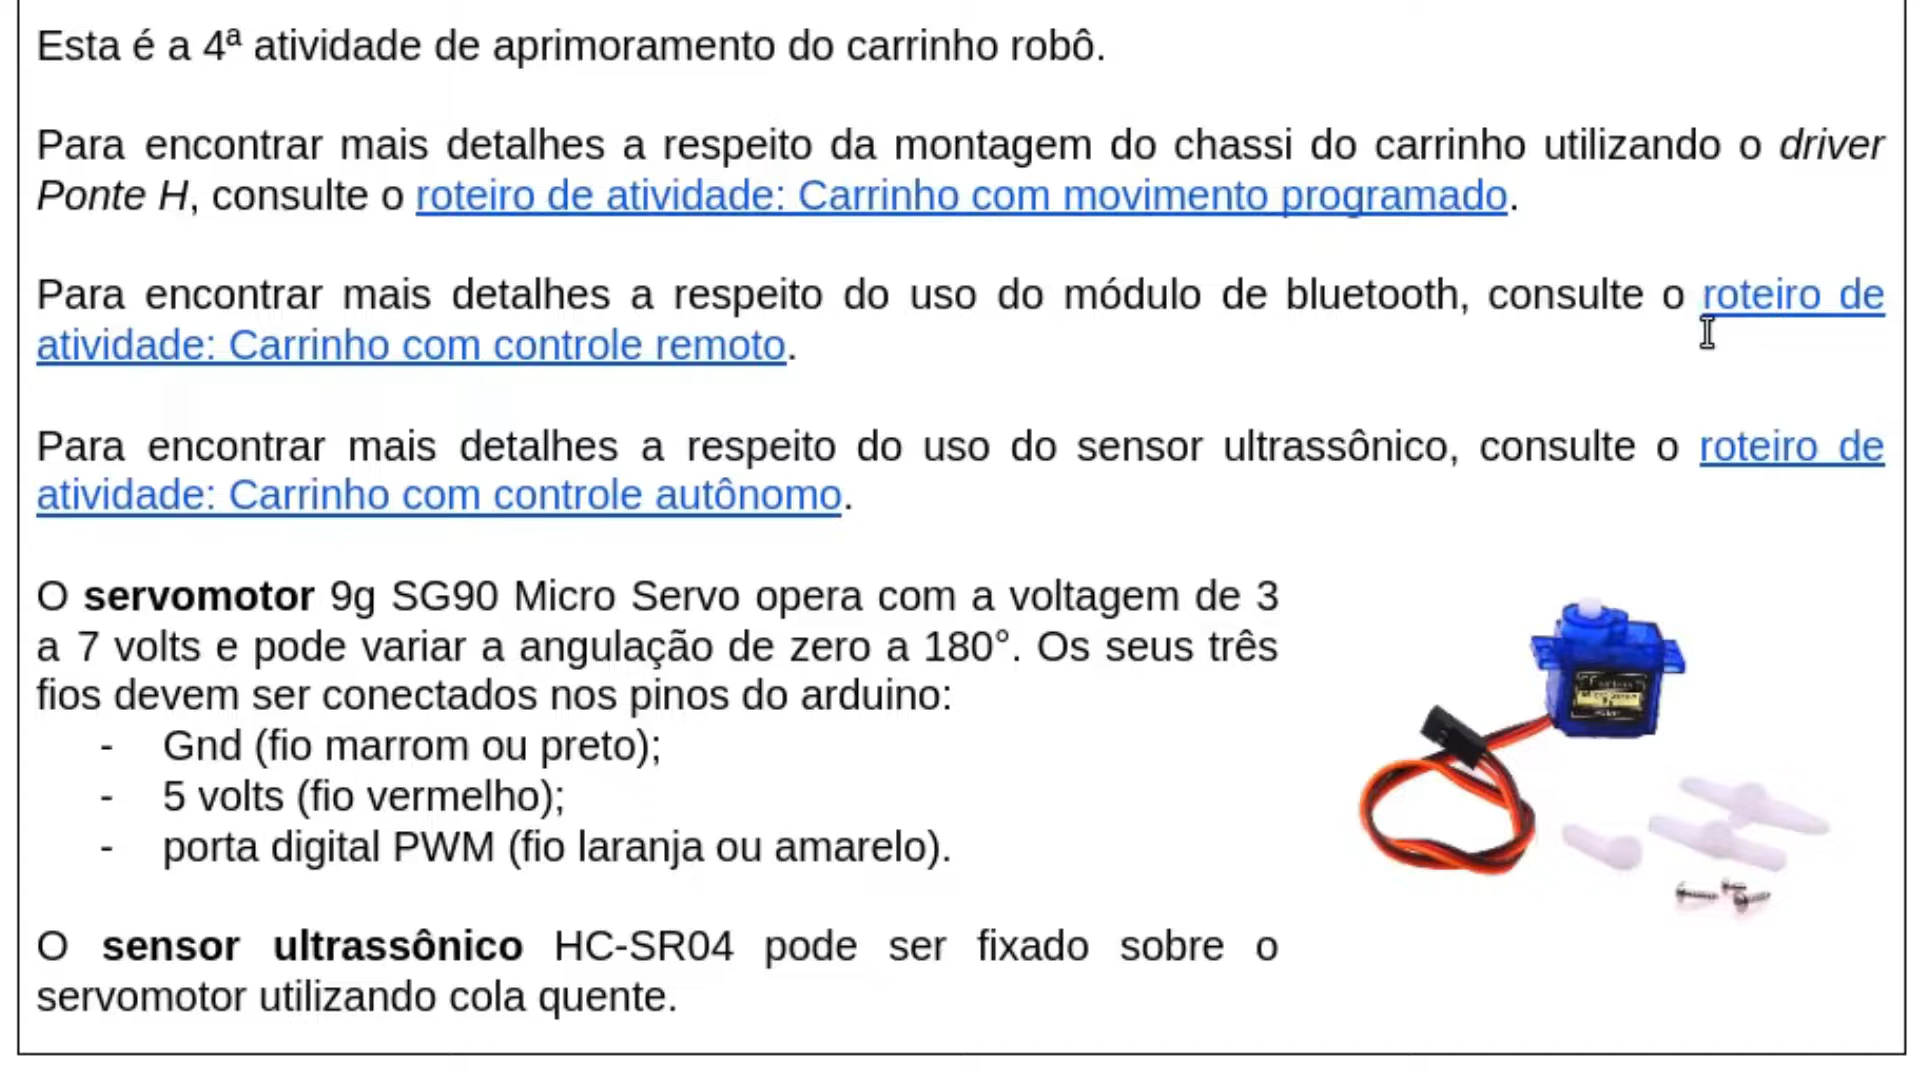 Esta é a 4ª atividade de aprimoramento do carrinho robô.
Para encontrar mais detalhes a respeito da montagem do chassi do carrinho utilizando o driver
Ponte H, consulte o roteiro de atividade: Carrinho com movimento programado.
Para encontrar mais detalhes a respeito do uso do módulo de bluetooth, consulte o roteiro de
atividade: Carrinho com controle remoto.
Para encontrar mais detalhes a respeito do uso do sensor ultrassônico, consulte o roteiro de
atividade: Carrinho com controle autônomo.
O servomotor 9g SG90 Micro Servo opera com a voltagem de 3
a 7 volts e pode variar a angulação de zero a 180°. Os seus três
fios devem ser conectados nos pinos do arduino:
- Gnd (fio marrom ou preto);
- 5 volts (fio vermelho);
- porta digital PWM (fio laranja ou amarelo).
O sensor ultrassônico HC-SR04 pode ser fixado sobre o
servomotor utilizando cola quente.